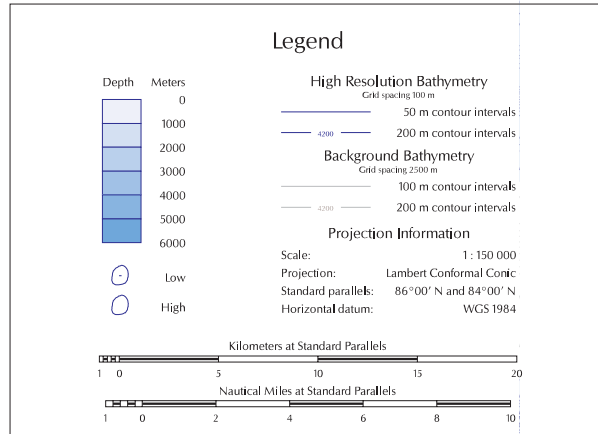 Legend
Depth Meters
0
1000
2000
3000
4000
5000
6000
Low
High
High Resolution Bathymetry
Grid spacing 100 m
50 m contour intervals
4200 200 m contour intervals
Background Bathymetry
Grid spacing 2500 m
100 m contour intervals
4200 200 m contour intervals
Projection Information
Scale: 1 : 150 000
Projection: Lambert Conformal Conic
Standard parallels: 86°00' N and 84°00' N
Horizontal datum: WGS 1984
Kilometers at Standard Parallels
1 0 5 10 15 20
Nautical Miles at Standard Parallels
1 0 2 4 6 8 10